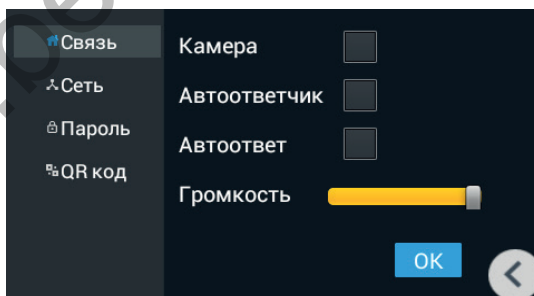 Связь
Сеть
Пароль
QR код
Камера
Автоответчик
Автоответ
Громкость
OK